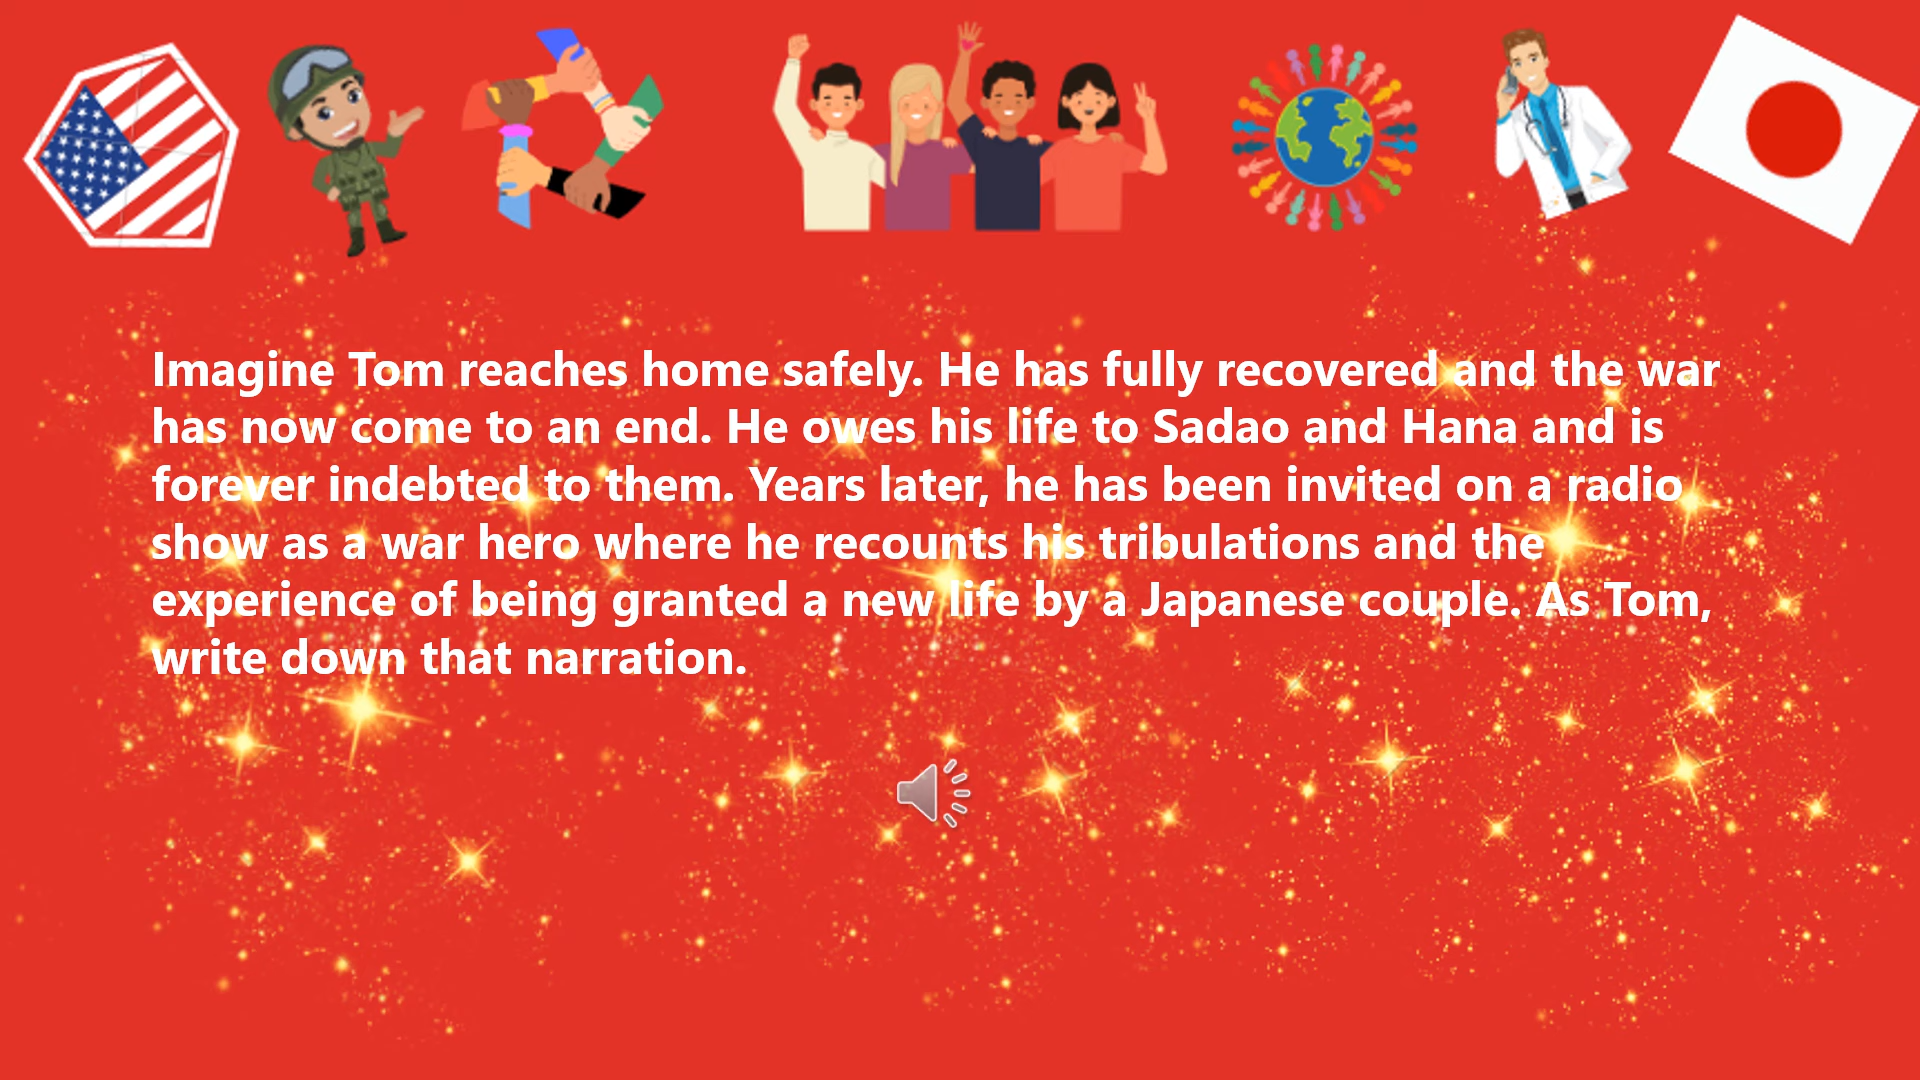 Imagine Tom reaches home safely. He has fully recovered and the war
has now come to an end. He owes his life to Sadao and Hana and is
forever indebted to them. Years later, he has been invited on a radio
show as a war hero where he recounts his tribulations and the
experience of being granted a new life by a Japanese couple. As Tom,
write down that narration.